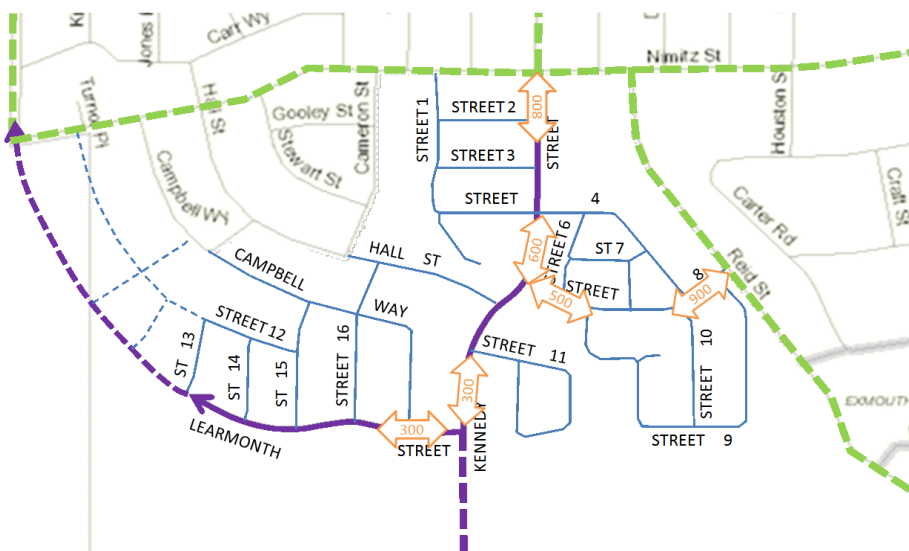 Carr Wy
Jones
Nimitz St
Turno Pl
Hall St
Gooley St
Stewart St
Cameron St
Houston S
STREET 1
STREET 2
800
STREET
STREET 3
STREET 4
Campbell Wy
Carter Rd
Craft St
Reid St
HALL ST
600
STREET 6
ST 7
CAMPBELL WAY
STREET
500
8
900
STREET 12
ST 13
ST 14
ST 15
STREET 16
STREET 11
STREET 10
300
300
EXMOUTH
LEARMONTH STREET
KENNEDY
STREET 9